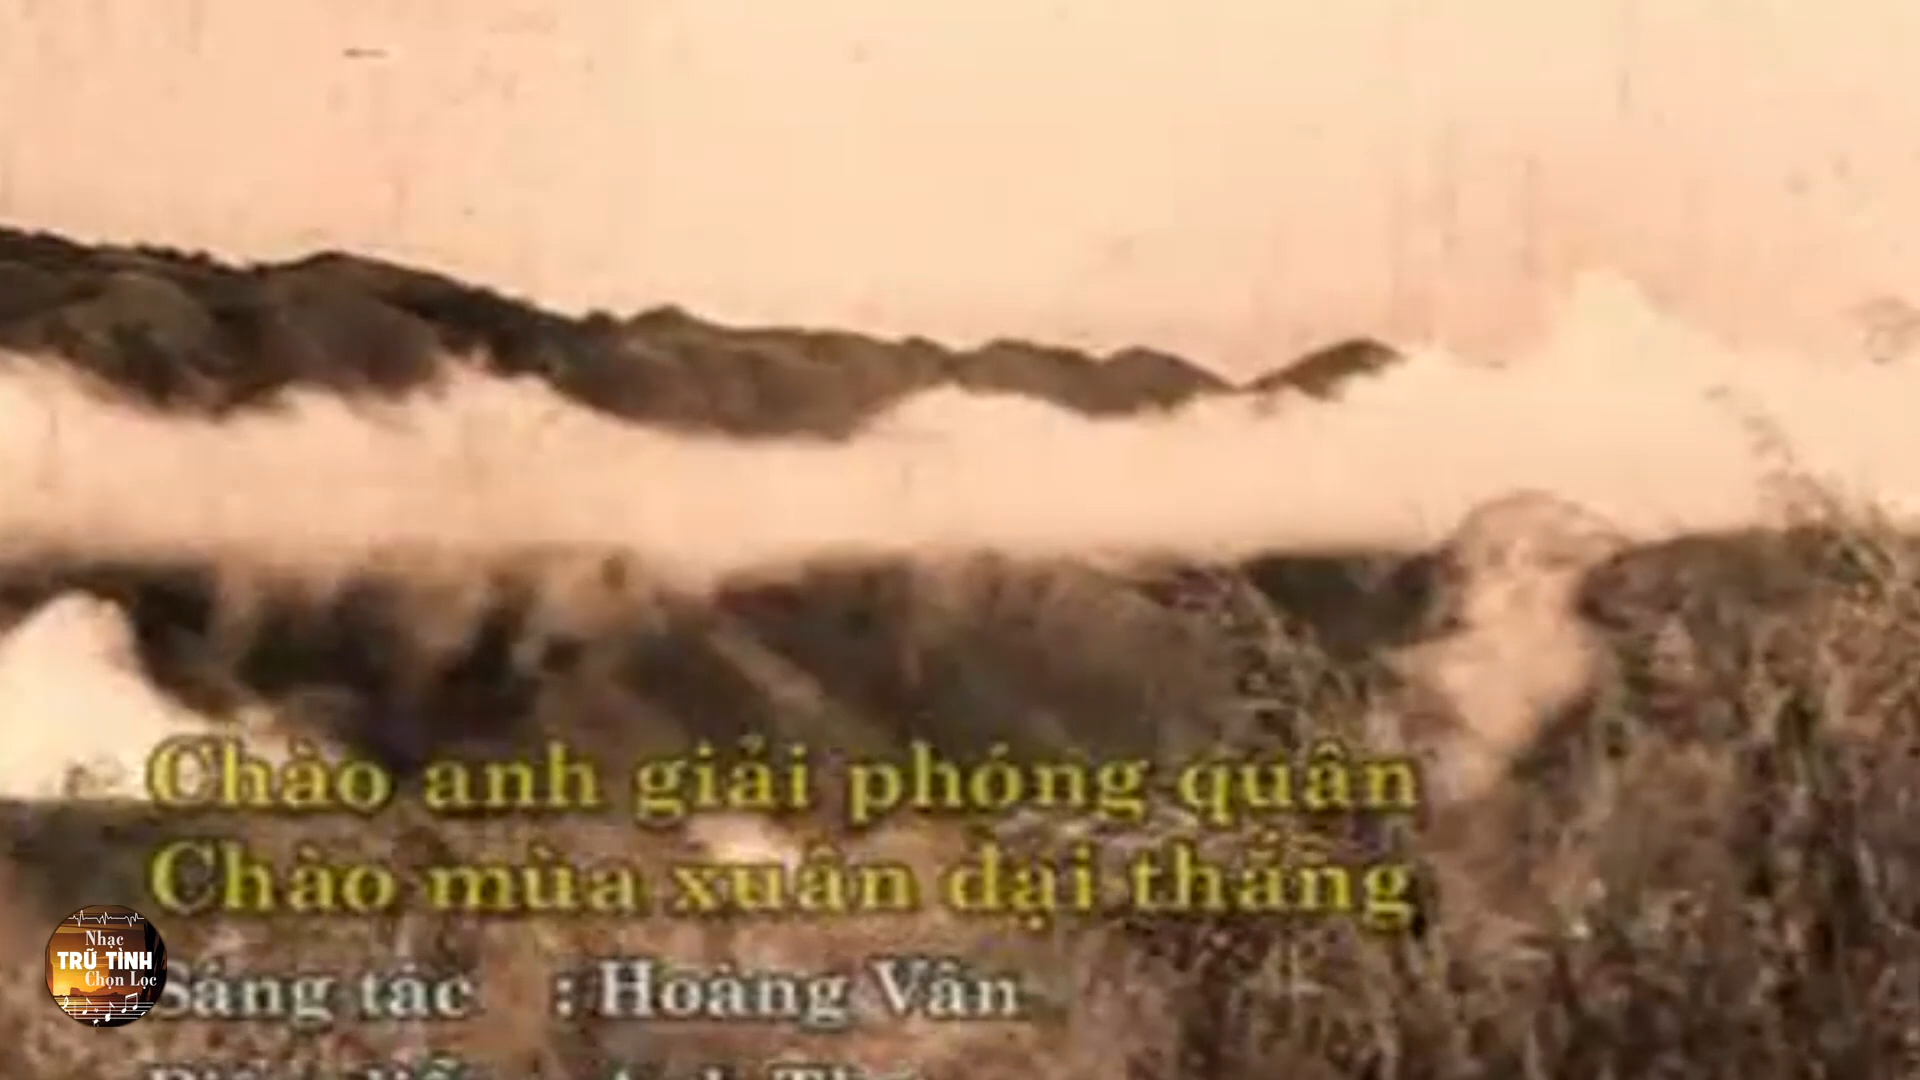 Chào anh giải phóng quân
Chào mùa xuân đại thắng
Sáng tác : Hoàng Vân
Nhạc
TRỮ TÌNH
Chọn Lọc